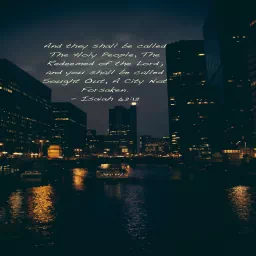 And they shall be called
The Holy People, The
Redeemed of the Lord;
and you shall be called
Sought Out, A City Not
Forsaken.
- Isaiah 62:12